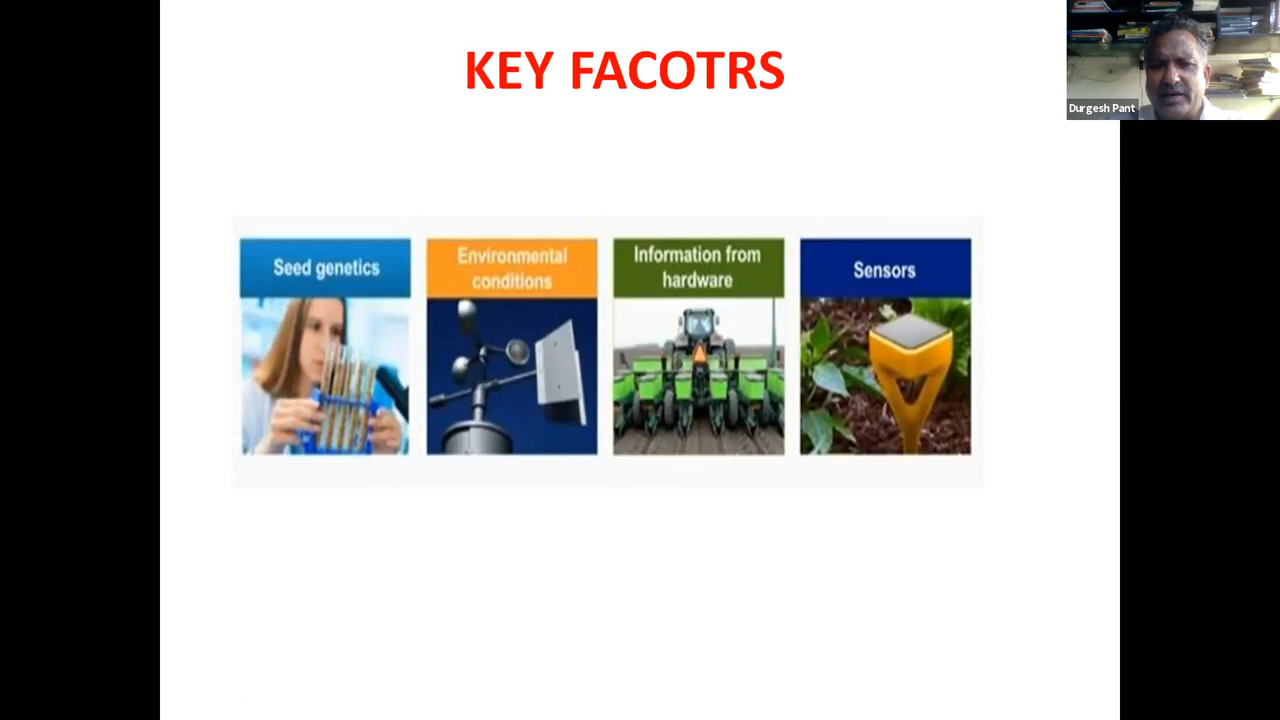 KEY FACOTRS
Durgesh Pant
Seed genetics
Environmental
conditions
Information from
hardware
Sensors